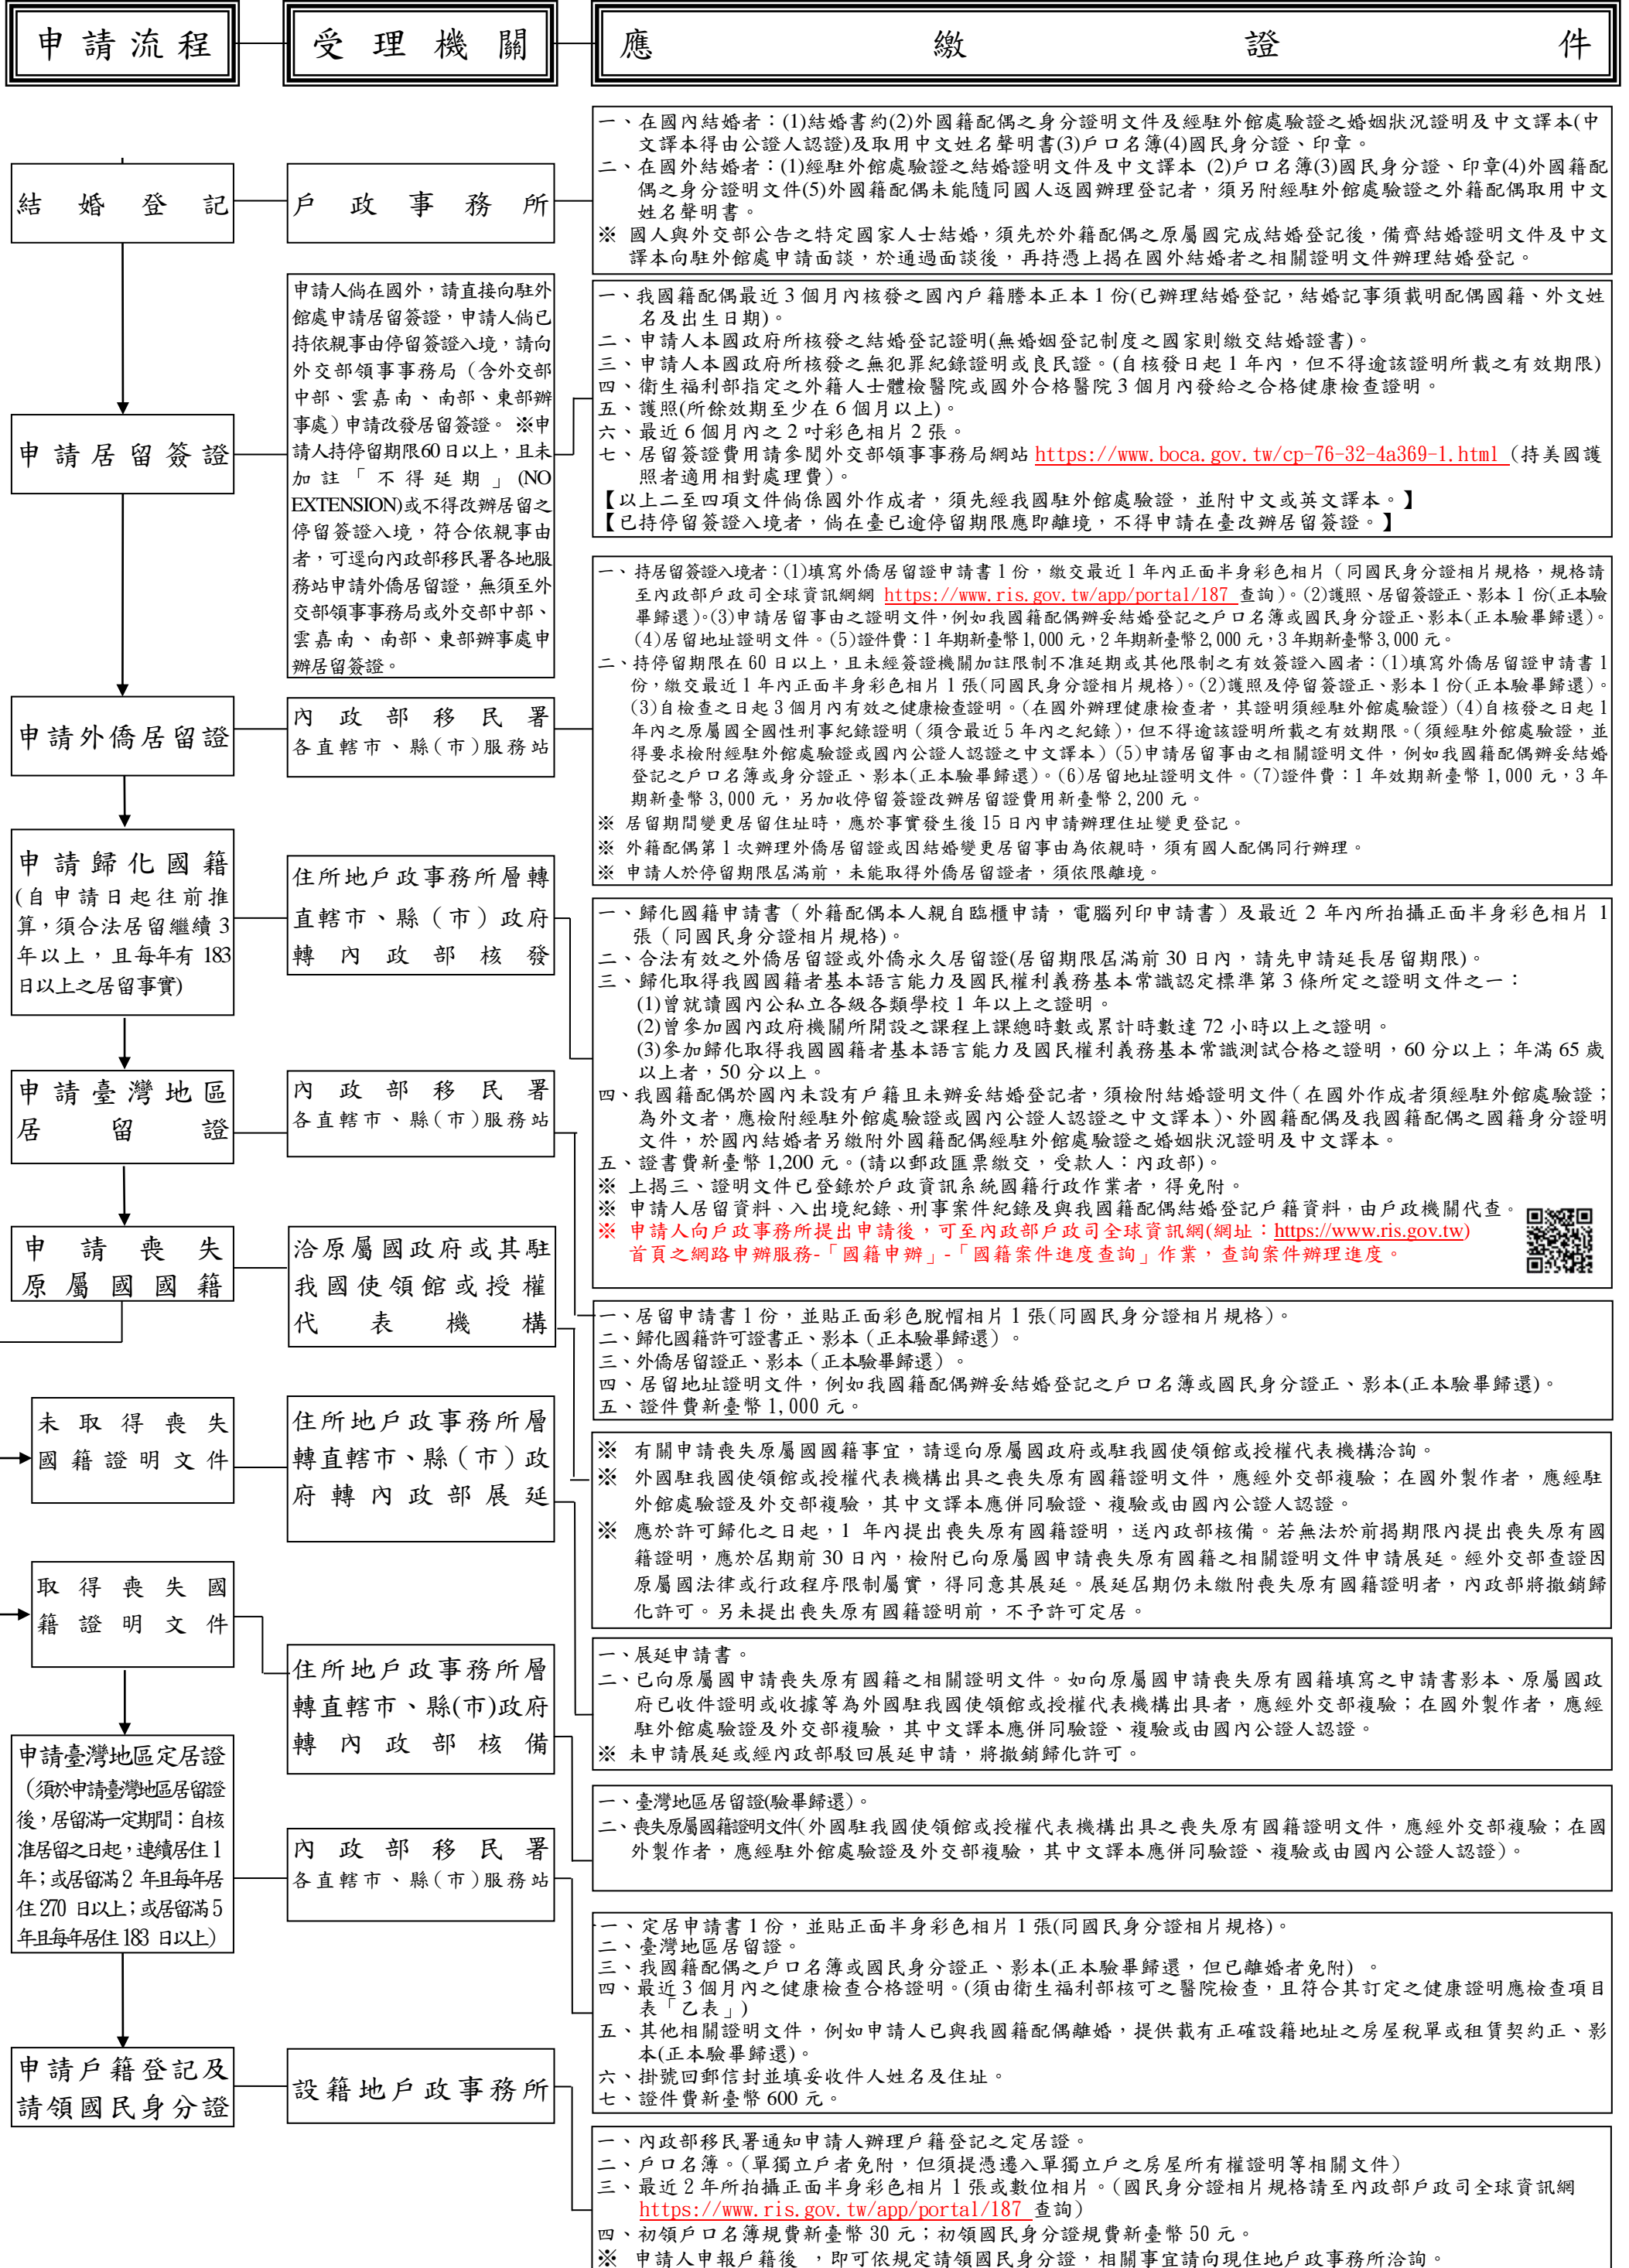 申請流程
受理機關
應繳證件
結婚登記
戶政事務所
一、在國內結婚者：(1)結婚書約(2)外國籍配偶之身分證明文件及經駐外館處驗證之婚姻狀況證明及中文譯本(中
文譯本得由公證人認證)及取用中文姓名聲明書(3)戶口名簿(4)國民身分證、印章。
二、在國外結婚者：(1)經駐外館處驗證之結婚證明文件及中文譯本 (2)戶口名簿(3)國民身分證、印章(4)外國籍配
偶之身分證明文件(5)外國籍配偶未能隨同國人返國辦理登記者，須另附經駐外館處驗證之外籍配偶取用中文
姓名聲明書。
※ 國人與外交部公告之特定國家人士結婚，須先於外籍配偶之原屬國完成結婚登記後，備齊結婚證明文件及中文
譯本向駐外館處申請面談，於通過面談後，再持憑上揭在國外結婚者之相關證明文件辦理結婚登記。
申請居留簽證
申請人尚在國外，請直接向駐外
館處申請居留簽證，申請人倘已
持依親事由停留簽證入境，請向
外交部領事事務局（含外交部
中部、雲嘉南、南部、東部辦
事處）申請改發居留簽證。 ※申
請人持停留期限60日以上，且未
加註「不得延期」(NO
EXTENSION)或不得改辦居留之
停留簽證入境，符合依親事由
者，可逕向內政部移民署各地服
務站申請外僑居留證，無須至外
交部領事事務局或外交部中部、
雲嘉南、南部、東部辦事處申
辦居留簽證。
一、我國籍配偶最近 3 個月內核發之國內戶籍謄本正本 1 份(已辦理結婚登記，結婚記事須載明配偶國籍、外文姓
名及出生日期)。
二、申請人本國政府所核發之結婚登記證明(無婚姻登記制度之國家則繳交結婚證書)。
三、申請人本國政府所核發之無犯罪紀錄證明或良民證。(自核發日起 1 年內，但不得逾該證明所載之有效期限)
四、衛生福利部指定之外籍人士體檢醫院或國外合格醫院 3 個月內發給之合格健康檢查證明。
五、護照(所餘效期至少在 6 個月以上)。
六、最近 6 個月內之 2 吋彩色相片 2 張。
七、居留簽證費用請參閱外交部領事事務局網站 https://www.boca.gov.tw/cp-76-32-4a369-1.html (持美國護
照者適用相對處理費)。
【以上二至四項文件倘係國外作成者，須先經我國駐外館處驗證，並附中文或英文譯本。】
【已持停留簽證入境者，倘在臺已逾停留期限應即離境，不得申請在臺改辦居留簽證。】
申請外僑居留證
內政部移民署
各直轄市、縣(市)服務站
一、持居留簽證入境者：(1)填寫外僑居留證申請書 1 份，繳交最近 1 年內正面半身彩色相片（同國民身分證相片規格，規格請
至內政部戶政司全球資訊網網 https://www.ris.gov.tw/app/portal/187 查詢)。(2)護照、居留簽證正、影本 1 份(正本驗
畢歸還)。(3)申請居留事由之證明文件，例如我國籍配偶辦妥結婚登記之戶口名簿或國民身分證正、影本(正本驗畢歸還)。
(4)居留地址證明文件。(5)證件費：1 年期新臺幣1,000 元，2 年期新臺幣2,000 元，3 年期新臺幣3,000 元。
二、持停留期限在 60 日以上，且未經簽證機關加註限制不准延期或其他限制之有效簽證入國者：(1)填寫外僑居留證申請書 1
份，繳交最近 1 年內正面半身彩色相片 1 張(同國民身分證相片規格)。(2)護照及停留簽證正、影本 1 份(正本驗畢歸還)。
(3)自檢查之日起 3 個月內有效之健康檢查證明。(在國外辦理健康檢查者，其證明須經駐外館處驗證) (4)自核發之日起 1
年內之原屬國全國性刑事紀錄證明（須含最近 5 年內之紀錄)，但不得逾該證明所載之有效期限。(須經駐外館處驗證，並
得要求檢附經駐外館處驗證或國內公證人認證之中文譯本) (5)申請居留事由之相關證明文件，例如我國籍配偶辦妥結婚
登記之戶口名簿或身分證正、影本(正本驗畢歸還)。(6)居留地址證明文件。(7)證件費：1 年效期新臺幣 1,000 元，3 年
期新臺幣 3,000 元，另加收停留簽證改辦居留證費用新臺幣 2,200 元。
※ 居留期間變更居留住址時，應於事實發生後 15 日內申請辦理住址變更登記。
※ 外籍配偶第 1 次辦理外僑居留證或因結婚變更居留事由為依親時，須有國人配偶同行辦理。
※ 申請人於停留期限屆滿前，未能取得外僑居留證者，須依限離境。
申請歸化國籍
(自申請日起往前推
算，須合法居留繼續 3
年以上，且每年有 183
日以上之居留事實)
住所地戶政事務所層轉
直轄市、縣（市）政府
轉內政部核發
一、歸化國籍申請書（外籍配偶本人親自臨櫃申請，電腦列印申請書）及最近 2 年內所拍攝正面半身彩色相片 1
張（同國民身分證相片規格)。
二、合法有效之外僑居留證或外僑永久居留證(居留期限屆滿前 30 日內，請先申請延長居留期限)。
三、歸化取得我國國籍者基本語言能力及國民權利義務基本常識認定標準第 3 條所定之證明文件之一：
(1)曾就讀國內公私立各級各類學校 1 年以上之證明。
(2)曾參加國內政府機關所開設之課程上課總時數或累計時數達 72 小時以上之證明。
(3)參加歸化取得我國國籍者基本語言能力及國民權利義務基本常識測試合格之證明，60 分以上；年滿 65 歲
以上者，50 分以上。
四、我國籍配偶於國內未設有戶籍且未辦妥結婚登記者，須檢附結婚證明文件（在國外作成者須經駐外館處驗證；
為外文者，應檢附經駐外館處驗證或國內公證人認證之中文譯本)、外國籍配偶及我國籍配偶之國籍身分證明
文件，於國內結婚者另繳附外國籍配偶經駐外館處驗證之婚姻狀況證明及中文譯本。
五、證書費新臺幣 1,200 元。(請以郵政匯票繳交，受款人：內政部)。
※ 上揭三、證明文件已登錄於戶政資訊系統國籍行政作業者，得免附。
※ 申請人居留資料、入出境紀錄、刑事案件紀錄及與我國籍配偶結婚登記戶籍資料，由戶政機關代查。
※ 申請人向戶政事務所提出申請後，可至內政部戶政司全球資訊網(網址：https://www.ris.gov.tw)
首頁之網路申辦服務-「國籍申辦」-「國籍案件進度查詢」作業，查詢案件辦理進度。
申請臺灣地區
居留證
內政部移民署
各直轄市、縣(市)服務站
一、居留申請書 1 份，並貼正面彩色脫帽相片 1 張(同國民身分證相片規格)。
二、歸化國籍許可證書正、影本（正本驗畢歸還）。
三、外僑居留證正、影本（正本驗畢歸還）。
四、居留地址證明文件，例如我國籍配偶辦妥結婚登記之戶口名簿或國民身分證正、影本(正本驗畢歸還)。
五、證件費新臺幣 1,000 元。
申請喪失
原屬國國籍
洽原屬國政府或其駐
我國使領館或授權
代表機構
※ 有關申請喪失原屬國國籍事宜，請逕向原屬國政府或駐我國使領館或授權代表機構洽詢。
※ 外國駐我國使領館或授權代表機構出具之喪失原有國籍證明文件，應經外交部複驗；在國外製作者，應經駐
外館處驗證及外交部複驗，其中文譯本應併同驗證、複驗或由國內公證人認證。
※ 應於許可歸化之日起，1 年內提出喪失原有國籍證明，送內政部核備。若無法於前揭期限內提出喪失原有國
籍證明，應於屆期前 30 日內，檢附已向原屬國申請喪失原有國籍之相關證明文件申請展延。經外交部查證因
原屬國法律或行政程序限制屬實，得同意其展延。展延屆期仍未繳附喪失原有國籍證明者，內政部將撤銷歸
化許可。另未提出喪失原有國籍證明前，不予許可定居。
未取得喪失
國籍證明文件
住所地戶政事務所層
轉直轄市、縣（市）政
府轉內政部展延
一、展延申請書。
二、已向原屬國申請喪失原有國籍之相關證明文件。如向原屬國申請喪失原有國籍填寫之申請書影本、原屬國政
府已收件證明或收據等為外國駐我國使領館或授權代表機構出具者，應經外交部複驗；在國外製作者，應經
駐外館處驗證及外交部複驗，其中文譯本應併同驗證、複驗或由國內公證人認證。
※ 未申請展延或經內政部駁回展延申請，將撤銷歸化許可。
取得喪失國
籍證明文件
住所地戶政事務所層
轉直轄市、縣(市)政府
轉內政部核備
一、臺灣地區居留證(驗畢歸還)。
二、喪失原屬國籍證明文件(外國駐我國使領館或授權代表機構出具之喪失原有國籍證明文件，應經外交部複驗；在國
外製作者，應經駐外館處驗證及外交部複驗，其中文譯本應併同驗證、複驗或由國內公證人認證)。
申請臺灣地區定居證
（須於申請臺灣地區居留證
後，居留滿一定期間：自核
准居留之日起，連續居住 1
年；或居留滿 2 年且每年居
住 270 日以上；或居留滿 5
年且每年居住 183 日以上）
內政部移民署
各直轄市、縣(市)服務站
一、定居申請書 1 份，並貼正面半身彩色相片 1 張(同國民身分證相片規格)。
二、臺灣地區居留證。
三、我國籍配偶之戶口名簿或國民身分證正、影本(正本驗畢歸還，但已離婚者免附) 。
四、最近 3 個月內之健康檢查合格證明。(須由衛生福利部核可之醫院檢查，且符合其訂定之健康證明應檢查項目
表「乙表」)
五、其他相關證明文件，例如申請人已與我國籍配偶離婚，提供載有正確設籍地址之房屋稅單或租賃契約正、影
本(正本驗畢歸還)。
六、掛號回郵信封並填妥收件人姓名及住址。
七、證件費新臺幣 600 元。
申請戶籍登記及
請領國民身分證
設籍地戶政事務所
一、內政部移民署通知申請人辦理戶籍登記之定居證。
二、戶口名簿。(單獨立戶者免附，但須提憑遷入單獨立戶之房屋所有權證明等相關文件)
三、最近 2 年所拍攝正面半身彩色相片 1 張或數位相片。(國民身分證相片規格請至內政部戶政司全球資訊網
https://www.ris.gov.tw/app/portal/187 查詢)
四、初領戶口名簿規費新臺幣 30 元；初領國民身分證規費新臺幣 50 元。
※ 申請人申報戶籍後 ，即可依規定請領國民身分證，相關事宜請向現住地戶政事務所洽詢。